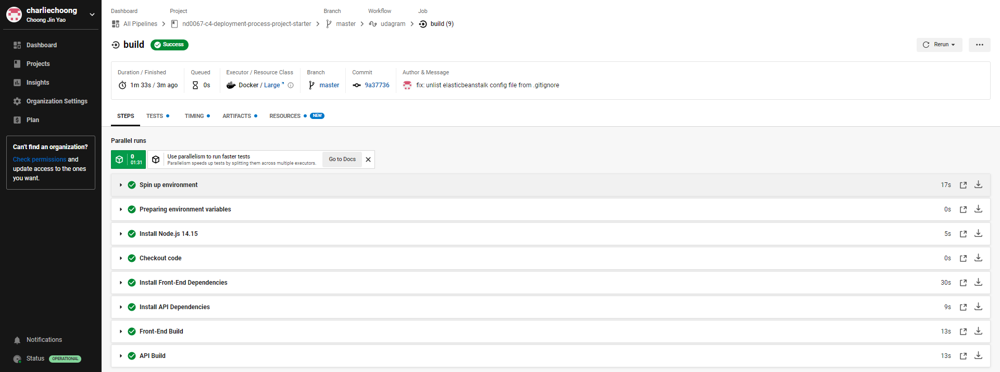 charliechoong
Choong Jin Yao
Dashboard
Projects
Insights
Organization Settings
Plan
Can't find an organization?
Check permissions and
update access to the ones
you want.
Notifications
Status OPERATIONAL
Dashboard Project Branch Workflow Job
All Pipelines nd0067-c4-deployment-process-project-starter master udagram build (9)
build Success Rerun
Duration / Finished Queued Executor / Resource Class Branch Commit Author & Message
1m 33s / 3m ago 0s Docker / Large master 9a37736 fix: unlist elasticbeanstalk config file from .gitignore
STEPS TESTS TIMING ARTIFACTS RESOURCES NEW
Parallel runs
0
01:31
Use parallelism to run faster tests
Parallelism speeds up tests by splitting them across multiple executors.
Go to Docs
Spin up environment 17s
Preparing environment variables 0s
Install Node.js 14.15 5s
Checkout code 0s
Install Front-End Dependencies 30s
Install API Dependencies 9s
Front-End Build 13s
API Build 13s